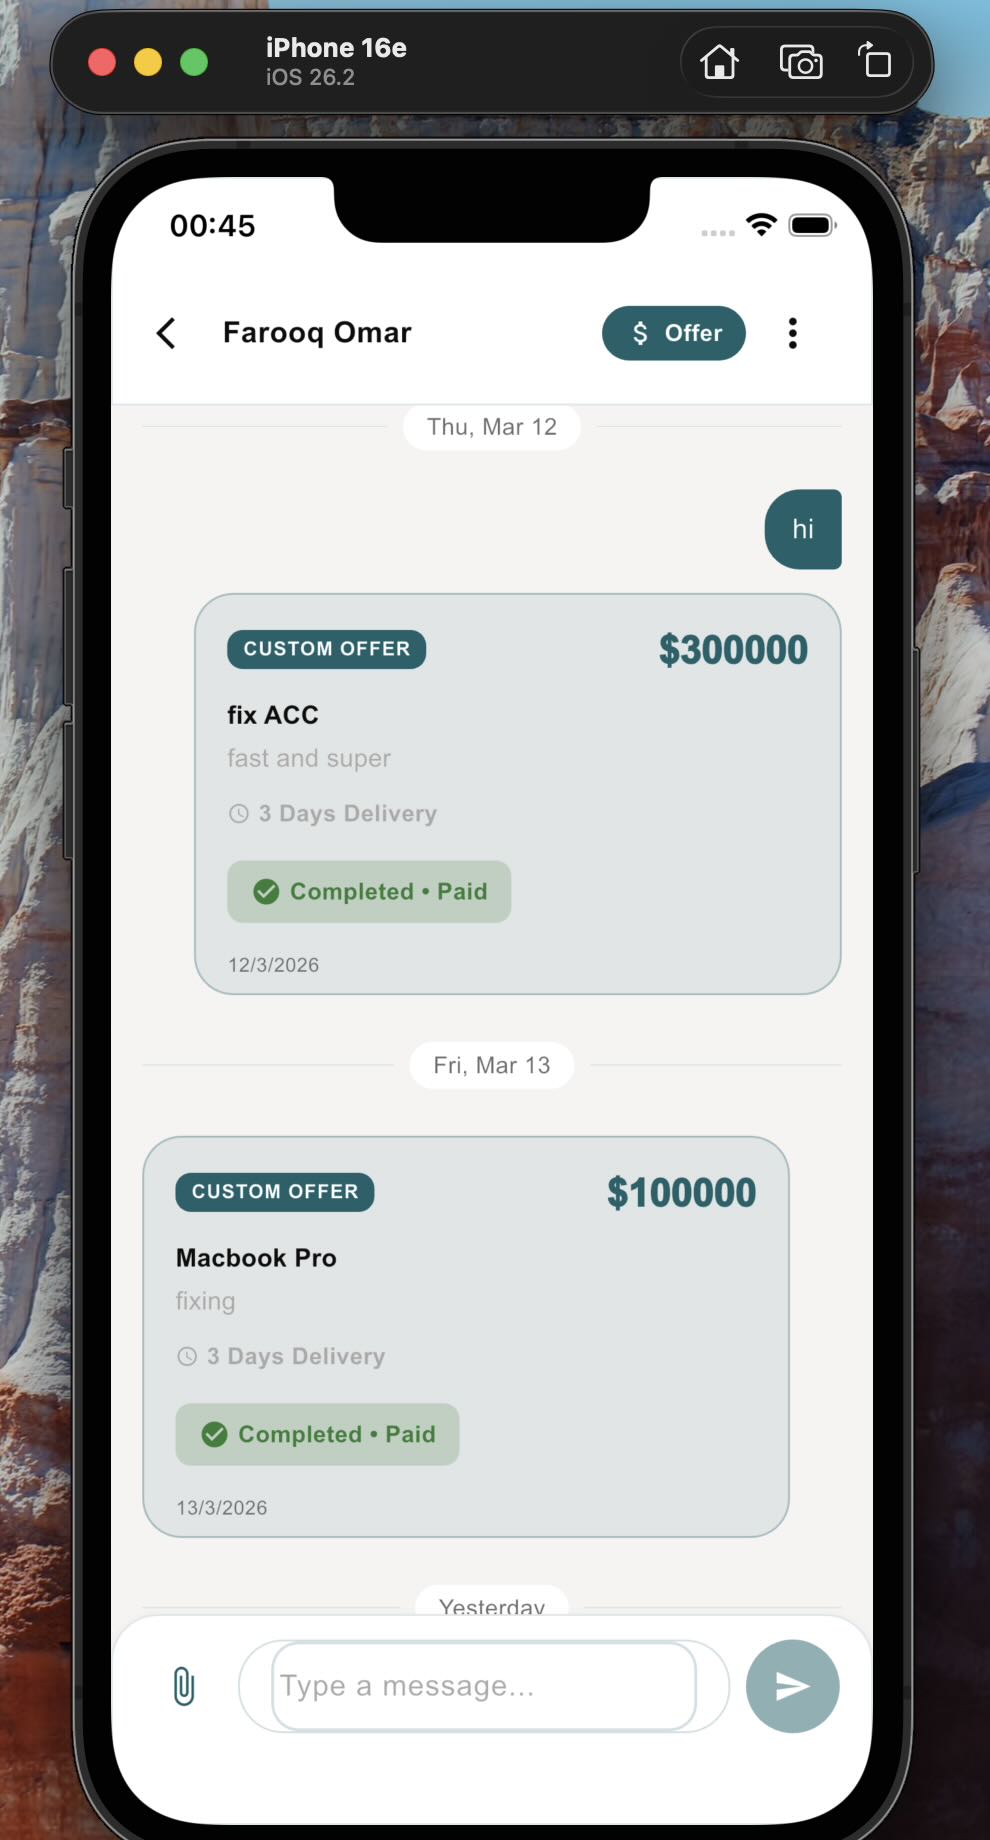 iPhone 16e
iOS 26.2
00:45
Farooq Omar
$ Offer
Thu, Mar 12
hi
CUSTOM OFFER
$300000
fix ACC
fast and super
3 Days Delivery
Completed • Paid
12/3/2026
Fri, Mar 13
CUSTOM OFFER
$100000
Macbook Pro
fixing
3 Days Delivery
Completed • Paid
13/3/2026
Yesterday
Type a message...